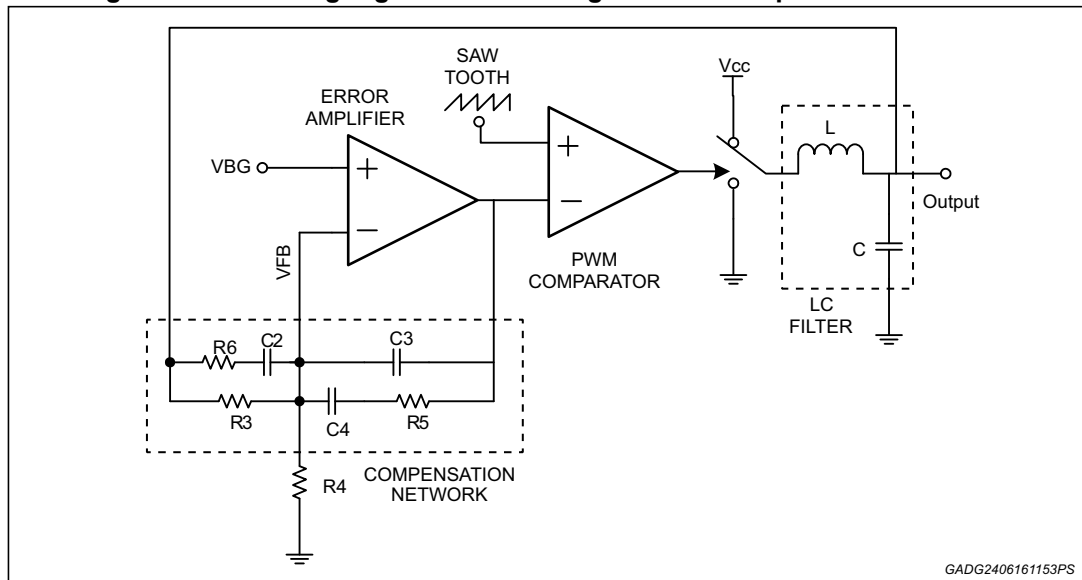 SAW
TOOTH
Vcc
ERROR
AMPLIFIER
L
VBG
+
+
−
−
Output
VFB
PWM
COMPARATOR
C
LC
FILTER
R6
C2
C3
R3
C4
R5
R4
COMPENSATION
NETWORK
GADG2406161153PS